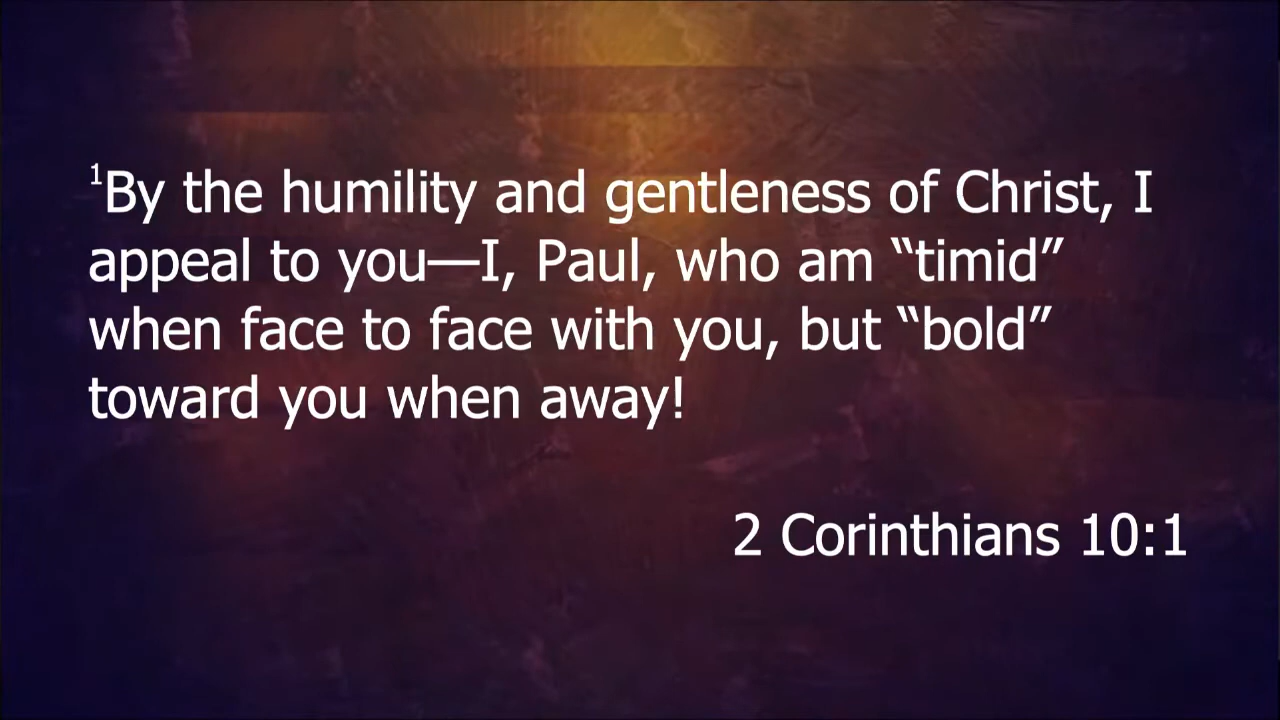 ¹By the humility and gentleness of Christ, I
appeal to you—I, Paul, who am “timid”
when face to face with you, but “bold”
toward you when away!
2 Corinthians 10:1